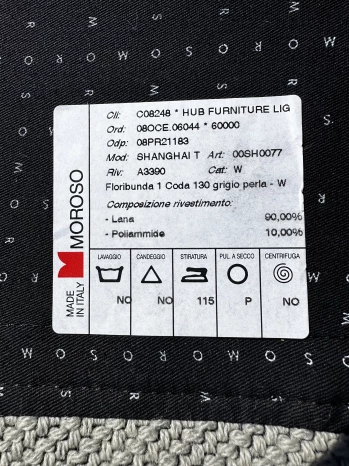 Cli: C08248 * HUB FURNITURE LIG
Ord: 08OCE.06044 * 60000
Odp: 08PR21183
Mod: SHANGHAI T Art: 00SH0077
Riv: A3390 Cat: W
Floribunda 1 Coda 130 grigio perla - W
Composizione rivestimento:
- Lana 90,00%
- Poliammide 10,00%
MOROSO
MADE IN ITALY
LAVAGGIO CANDEGGIO STIRATURA PUL A SECCO CENTRIFUGA
NO NO 115 P NO